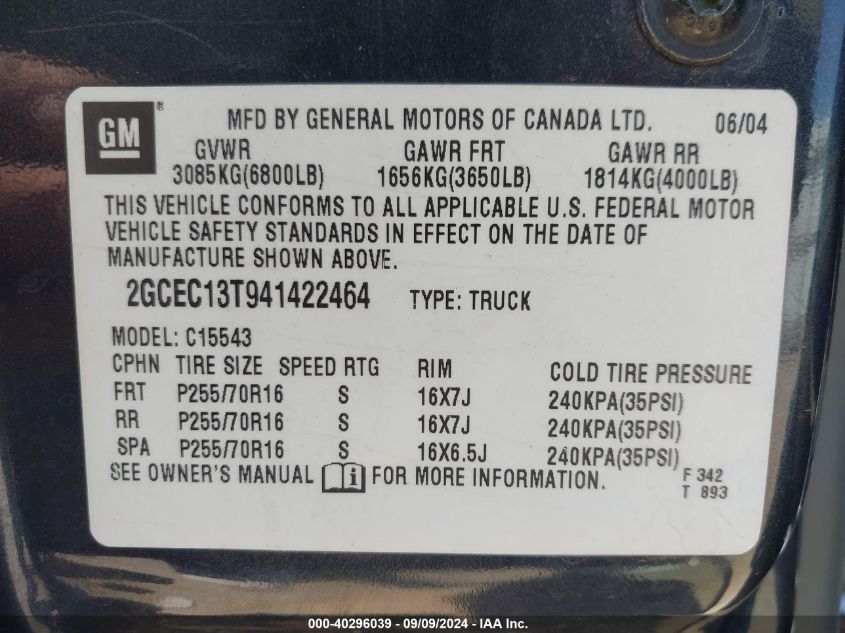 GM® MFD BY GENERAL MOTORS OF CANADA LTD. 06/04
GVWR GAWR FRT GAWR RR
3085KG(6800LB) 1656KG(3650LB) 1814KG(4000LB)
THIS VEHICLE CONFORMS TO ALL APPLICABLE U.S. FEDERAL MOTOR
VEHICLE SAFETY STANDARDS IN EFFECT ON THE DATE OF
MANUFACTURE SHOWN ABOVE.
2GCEC13T941422464 TYPE: TRUCK
MODEL: C15543
CPHN TIRE SIZE SPEED RTG RIM COLD TIRE PRESSURE
FRT P255/70R16 S 16X7J 240KPA(35PSI)
RR P255/70R16 S 16X7J 240KPA(35PSI)
SPA P255/70R16 S 16X6.5J 240KPA(35PSI)
SEE OWNER'S MANUAL i FOR MORE INFORMATION. F 342
T 893
000-40296039 - 09/09/2024 - IAA Inc.